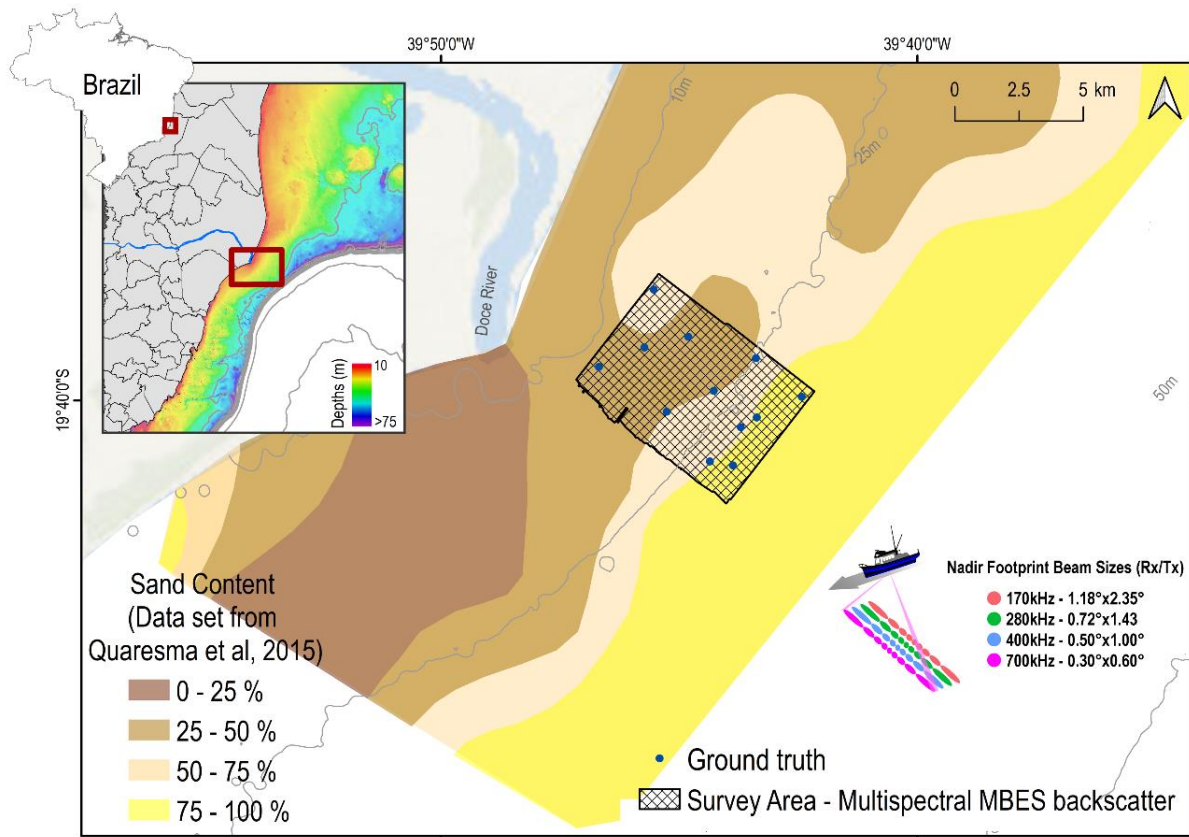 Brazil
39°50'0"W
39°40'0"W
0 2.5 5 km
10m
25m
Doce River
19°40'0"S
50m
Depths (m)
10
>75
Sand Content
(Data set from
Quaresma et al, 2015)
0 - 25 %
25 - 50 %
50 - 75 %
75 - 100 %
Nadir Footprint Beam Sizes (Rx/Tx)
170kHz - 1.18°x2.35°
280kHz - 0.72°x1.43
400kHz - 0.50°x1.00°
700kHz - 0.30°x0.60°
Ground truth
Survey Area - Multispectral MBES backscatter